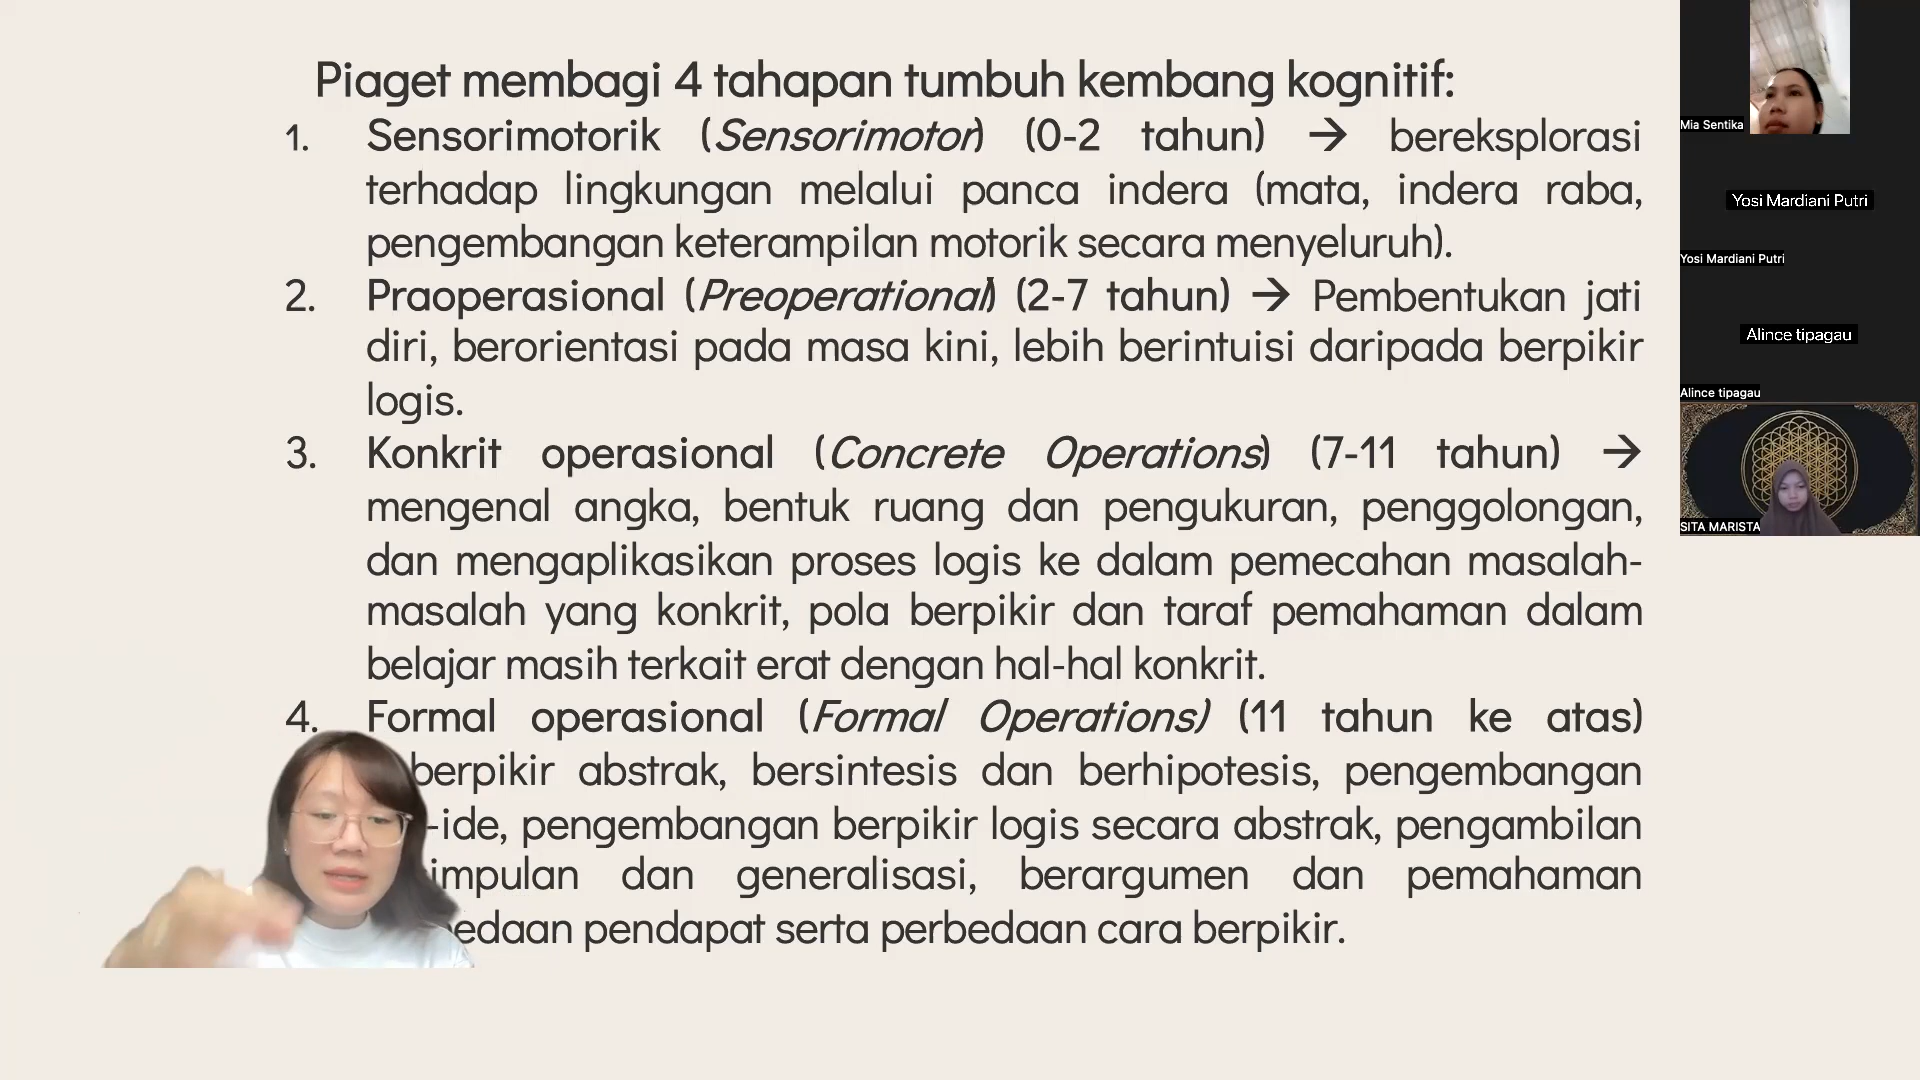 Piaget membagi 4 tahapan tumbuh kembang kognitif:
1. Sensorimotorik (Sensorimotor) (0-2 tahun) → bereksplorasi
terhadap lingkungan melalui panca indera (mata, indera raba,
pengembangan keterampilan motorik secara menyeluruh).
2. Praoperasional (Preoperational) (2-7 tahun) → Pembentukan jati
diri, berorientasi pada masa kini, lebih berintuisi daripada berpikir
logis.
3. Konkrit operasional (Concrete Operations) (7-11 tahun) →
mengenal angka, bentuk ruang dan pengukuran, penggolongan,
dan mengaplikasikan proses logis ke dalam pemecahan masalah-
masalah yang konkrit, pola berpikir dan taraf pemahaman dalam
belajar masih terkait erat dengan hal-hal konkrit.
4. Formal operasional (Formal Operations) (11 tahun ke atas)
berpikir abstrak, bersintesis dan berhipotesis, pengembangan
-ide, pengembangan berpikir logis secara abstrak, pengambilan
impulan dan generalisasi, berargumen dan pemahaman
edaan pendapat serta perbedaan cara berpikir.
Mia Sentika
Yosi Mardiani Putri
Yosi Mardiani Putri
Alince tipagau
Alince tipagau
SITA MARISTA